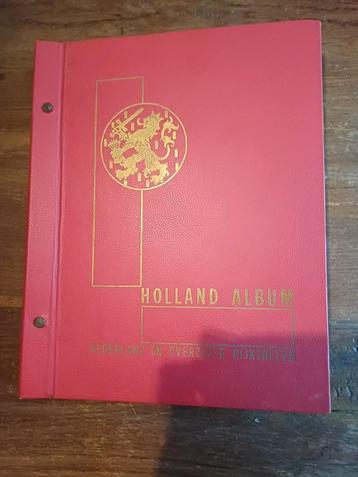 HOLLAND ALBUM
NEDERLAND EN OVERZEESE RIJKSDELEN